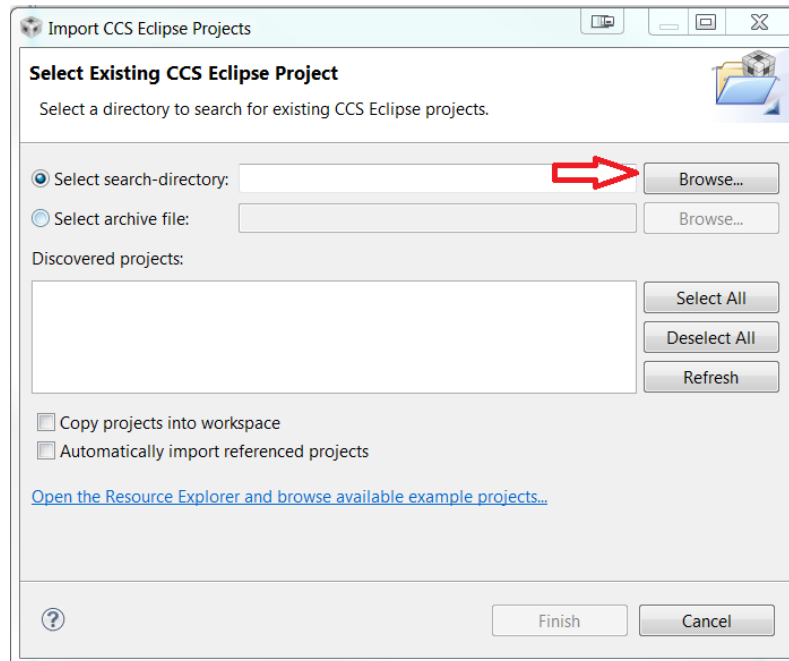 Import CCS Eclipse Projects
Select Existing CCS Eclipse Project
Select a directory to search for existing CCS Eclipse projects.
Select search-directory:
Browse...
Select archive file:
Browse...
Discovered projects:
Select All
Deselect All
Refresh
Copy projects into workspace
Automatically import referenced projects
Open the Resource Explorer and browse available example projects...
?
Finish
Cancel